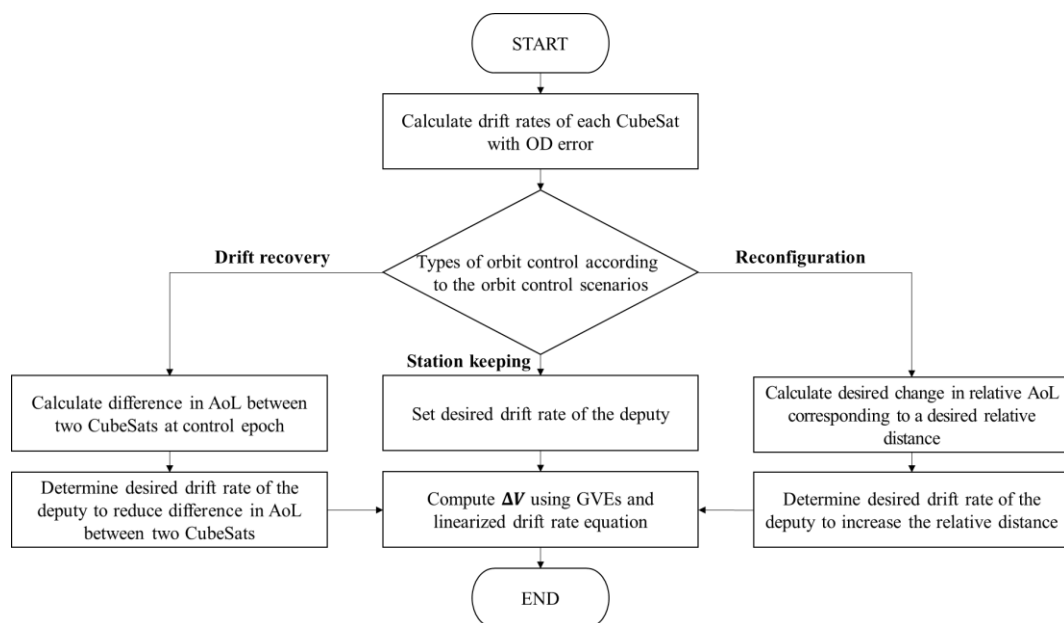 START
Calculate drift rates of each CubeSat
with OD error
Drift recovery
Types of orbit control according
to the orbit control scenarios
Reconfiguration
Station keeping
Calculate difference in AoL between
two CubeSats at control epoch
Set desired drift rate of the deputy
Calculate desired change in relative AoL
corresponding to a desired relative
distance
Determine desired drift rate of the
deputy to reduce difference in AoL
between two CubeSats
Compute ΔV using GVEs and
linearized drift rate equation
Determine desired drift rate of the
deputy to increase the relative distance
END